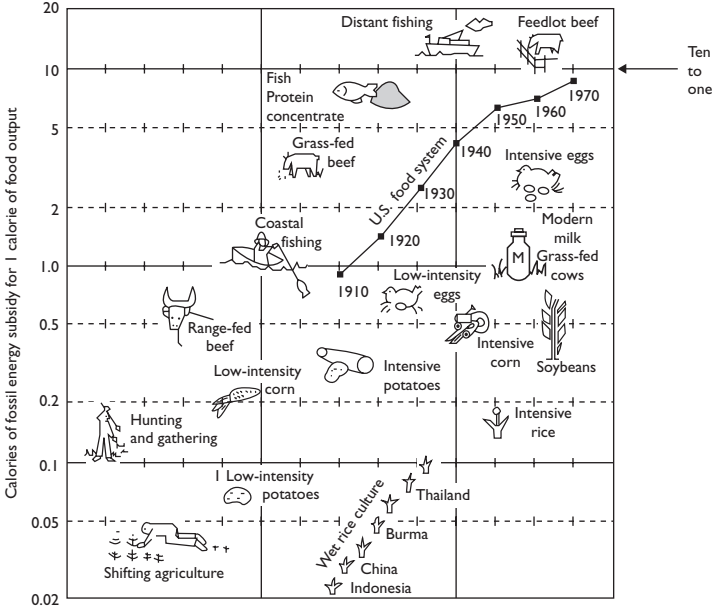 20
Distant fishing
Feedlot beef
10
Ten
to
one
Fish
Protein
concentrate
1970
1960
1950
5
Grass-fed
beef
1940
Intensive eggs
U.S. food system
1930
2
Coastal
fishing
1920
Modern
milk
Grass-fed
cows
M
1.0
1910
Low-intensity
eggs
0.5
Range-fed
beef
Intensive
corn
Soybeans
Low-intensity
corn
Intensive
potatoes
0.2
Hunting
and gathering
Intensive
rice
0.1
I Low-intensity
potatoes
Wet rice culture
Thailand
0.05
Burma
Shifting agriculture
China
Indonesia
0.02
Calories of fossil energy subsidy for I calorie of food output